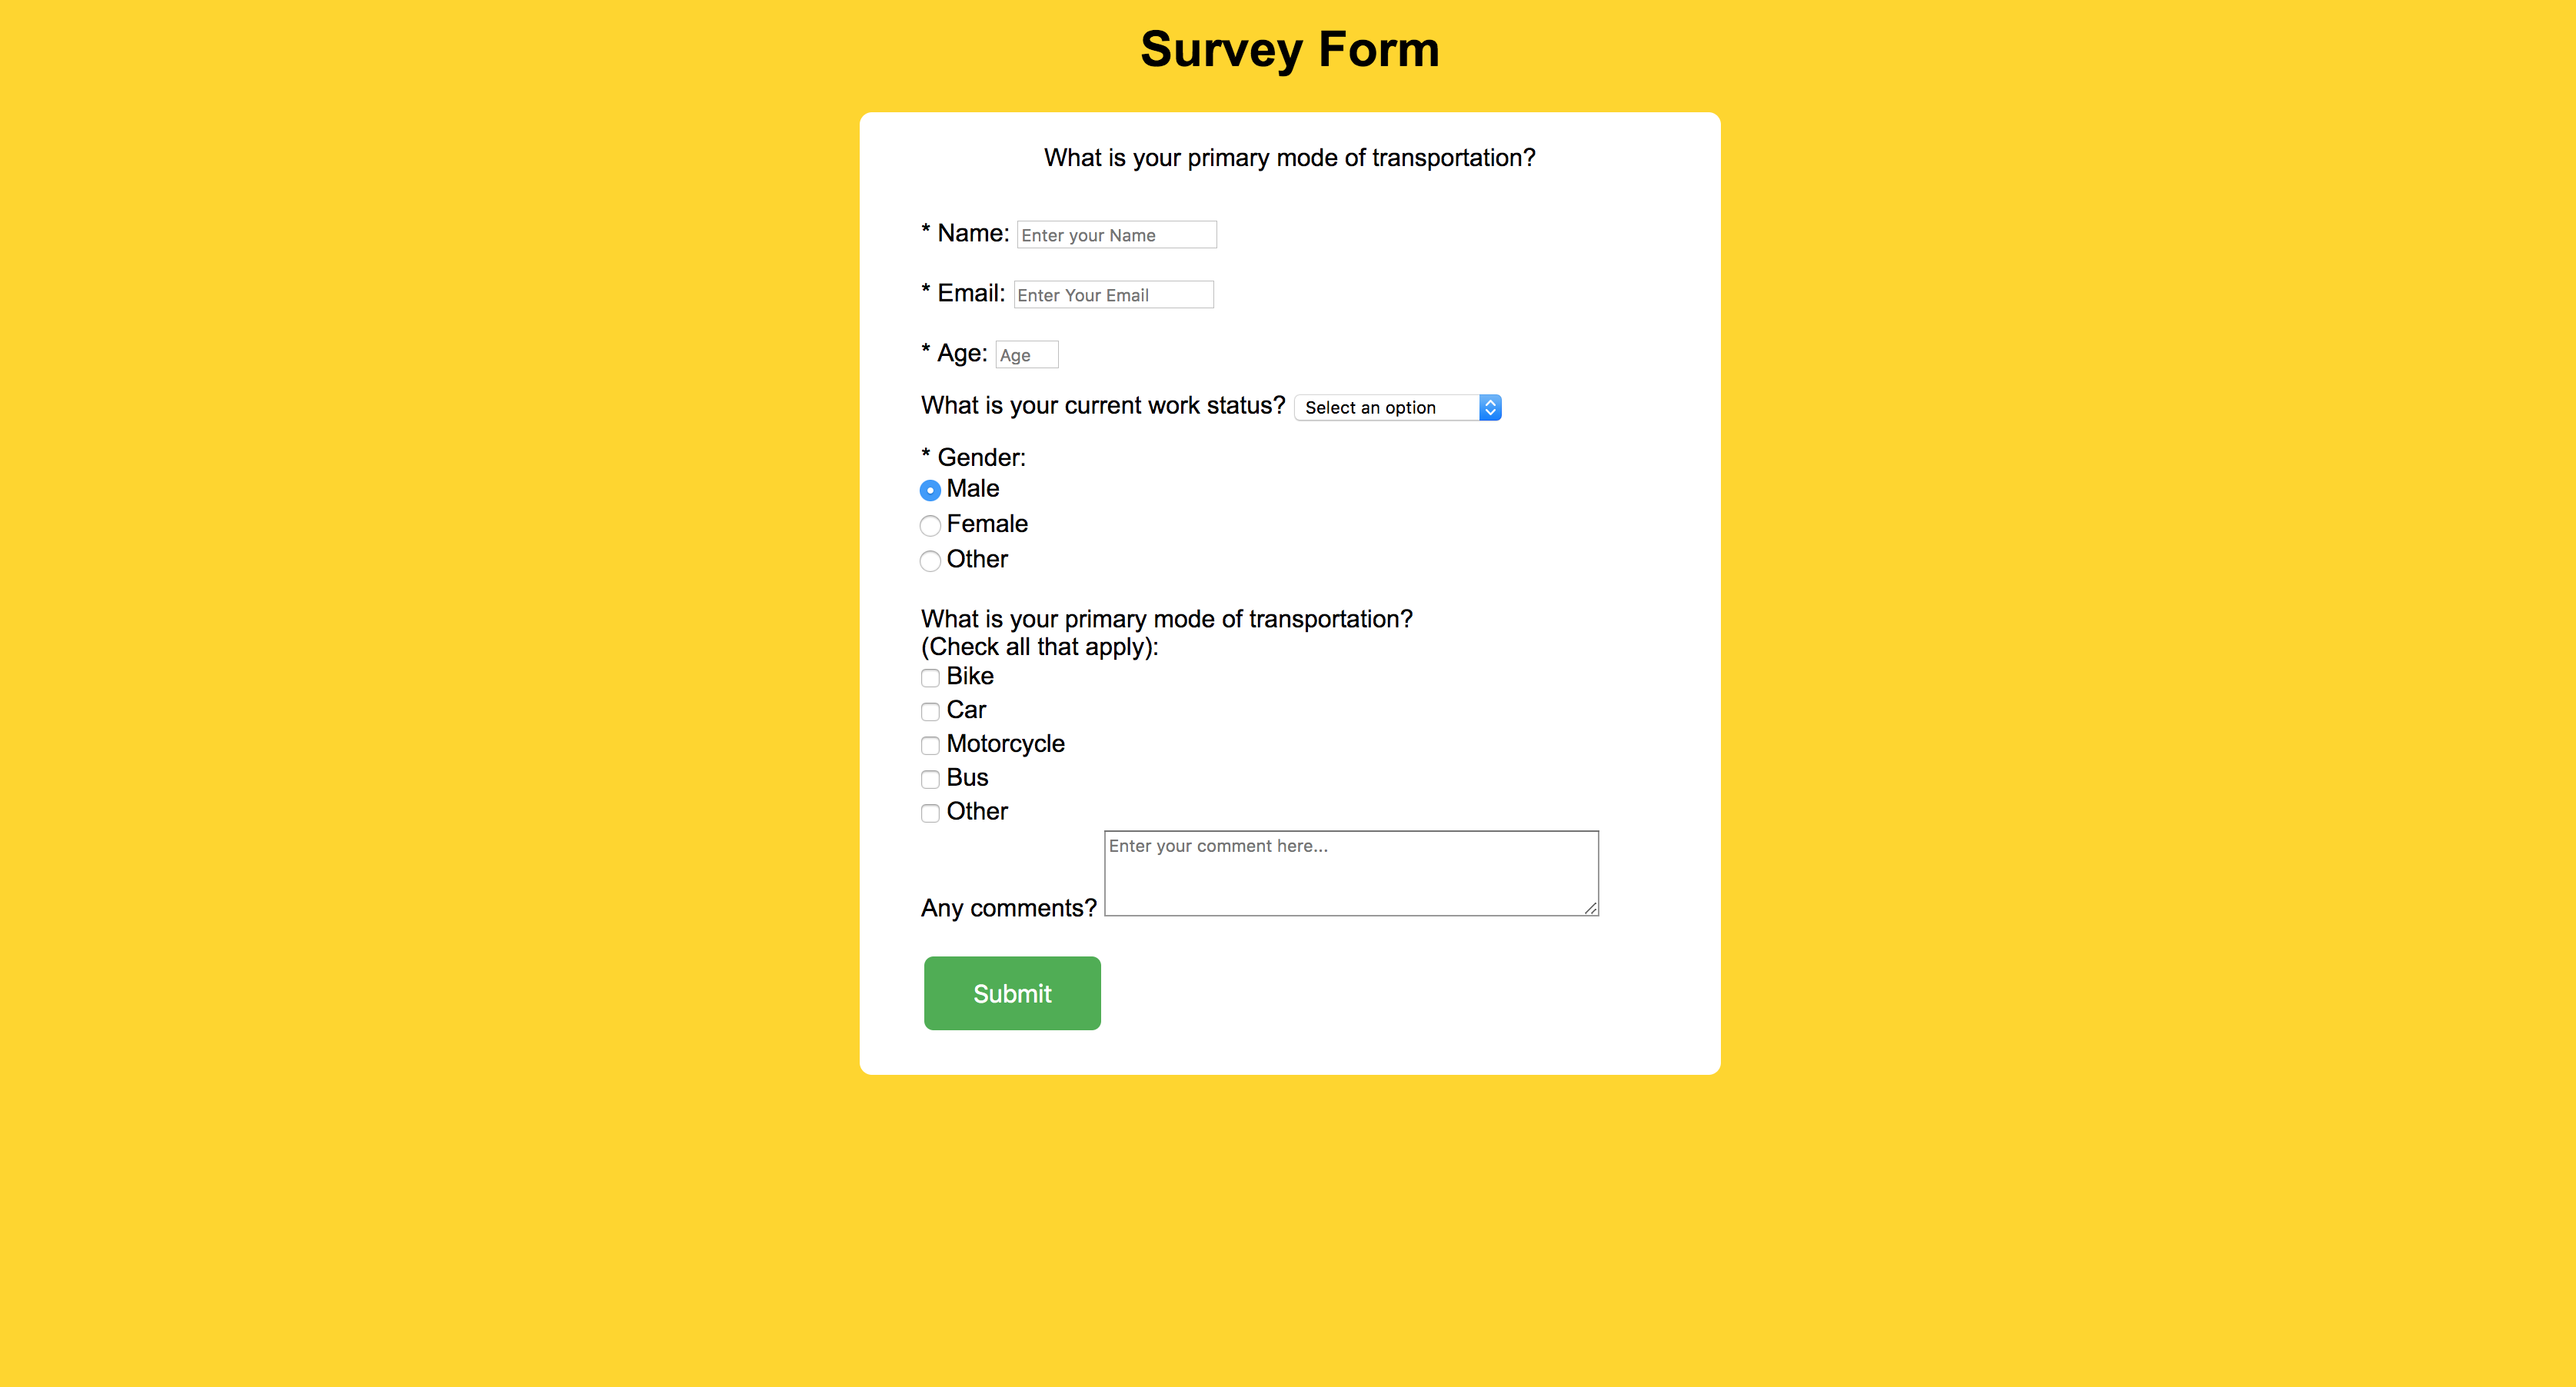 Survey Form
What is your primary mode of transportation?
* Name: Enter your Name
* Email: Enter Your Email
* Age: Age
What is your current work status? Select an option
* Gender:
Male
Female
Other
What is your primary mode of transportation?
(Check all that apply):
Bike
Car
Motorcycle
Bus
Other
Enter your comment here...
Any comments?
Submit